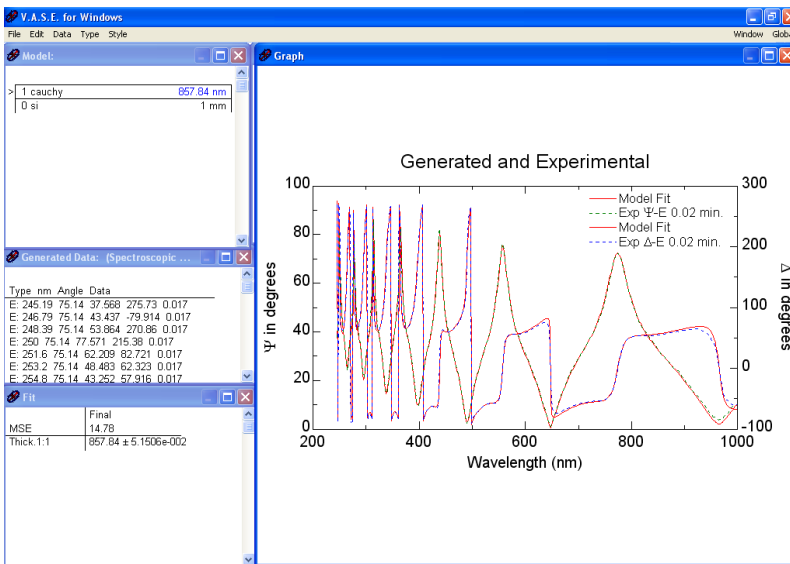 V.A.S.E. for Windows
File Edit Data Type Style Window Globa
Model:
> 1 cauchy 857.84 nm
0 si 1 mm
Generated Data: (Spectroscopic ...
Type nm Angle Data
E: 245.19 75.14 37.568 275.73 0.017
E: 246.79 75.14 43.437 -79.914 0.017
E: 248.39 75.14 53.864 270.86 0.017
E: 250 75.14 77.571 215.38 0.017
E: 251.6 75.14 62.209 82.721 0.017
E: 253.2 75.14 48.483 62.323 0.017
E: 254.8 75.14 43.252 57.916 0.017
Fit
Final
MSE 14.78
Thick.1:1 857.84 ± 5.1506e-002
Graph
Generated and Experimental
Model Fit
Exp Ψ-E 0.02 min.
Model Fit
Exp Δ-E 0.02 min.
Ψ in degrees
100
80
60
40
20
0
Δ in degrees
300
200
100
0
-100
200 400 600 800 1000
Wavelength (nm)